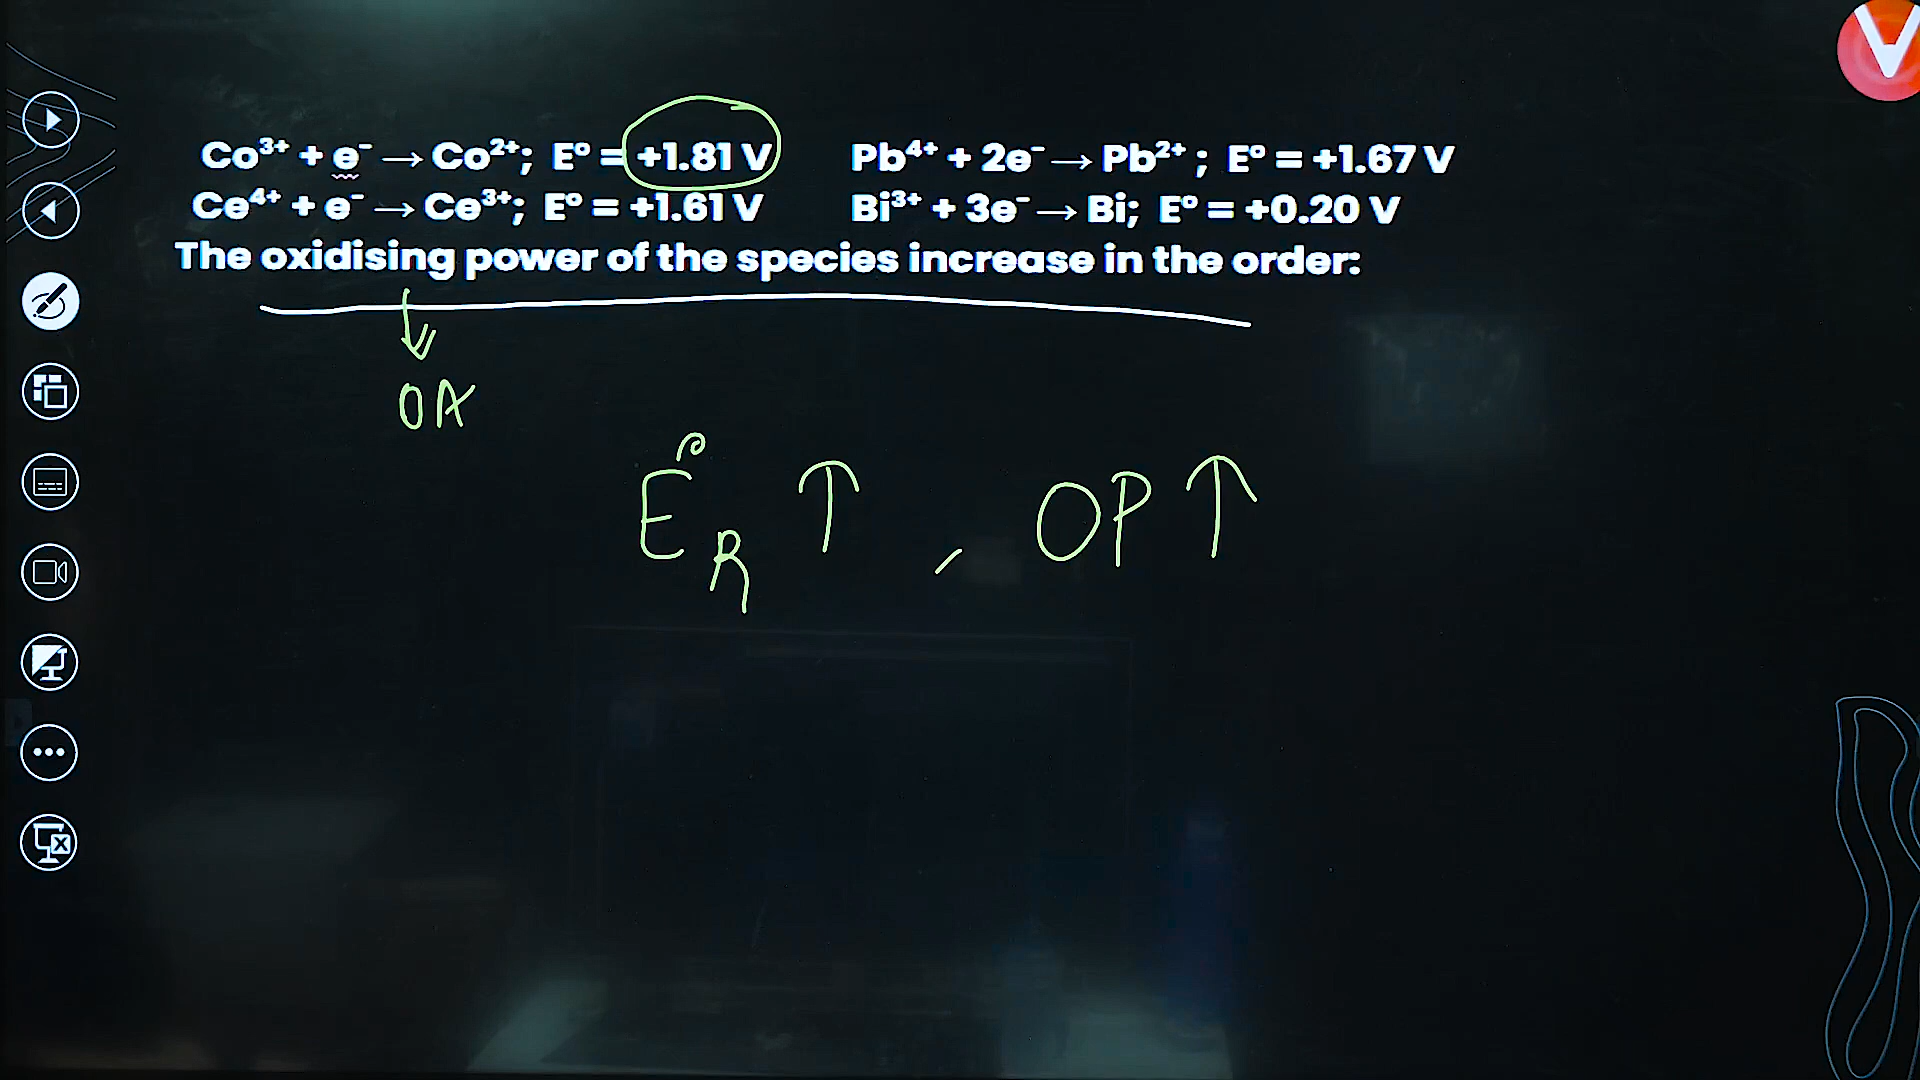 Co³⁺ + e⁻ → Co²⁺; E° = +1.81 V Pb⁴⁺ + 2e⁻ → Pb²⁺ ; E° = +1.67 V
Ce⁴⁺ + e⁻ → Ce³⁺; E° = +1.61 V Bi³⁺ + 3e⁻ → Bi; E° = +0.20 V
The oxidising power of the species increase in the order:
OA
E°R ↑ , OP ↑